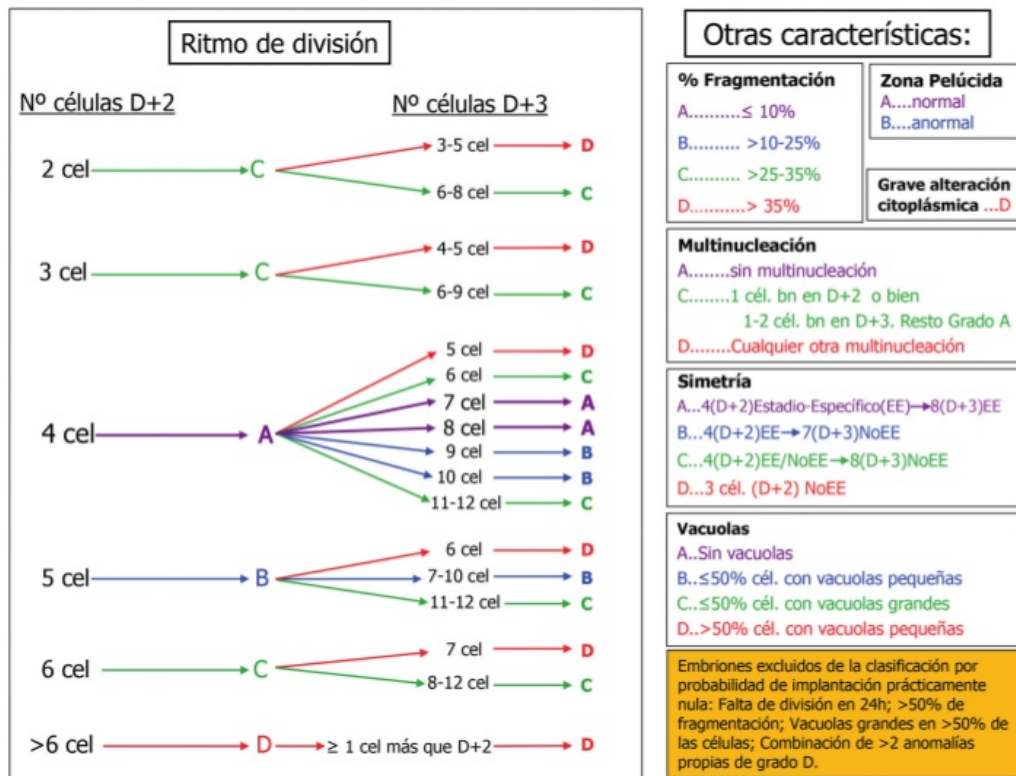 Ritmo de división
Nº células D+2
Nº células D+3
2 cel
C
3-5 cel
D
6-8 cel
C
3 cel
C
4-5 cel
D
6-9 cel
C
4 cel
A
5 cel
D
6 cel
C
7 cel
A
8 cel
A
9 cel
B
10 cel
B
11-12 cel
C
5 cel
B
6 cel
D
7-10 cel
B
11-12 cel
C
6 cel
C
7 cel
D
8-12 cel
C
>6 cel
D
≥ 1 cel más que D+2
D
Otras características:
% Fragmentación
A..........≤ 10%
B.......... >10-25%
C.......... >25-35%
D...........> 35%
Zona Pelúcida
A....normal
B....anormal
Grave alteración
citoplásmica ...D
Multinucleación
A........sin multinucleación
C........1 cél. bn en D+2 o bien
1-2 cél. bn en D+3. Resto Grado A
D........Cualquier otra multinucleación
Simetría
A...4(D+2)Estadio-Específico(EE)→8(D+3)EE
B...4(D+2)EE→7(D+3)NoEE
C...4(D+2)EE/NoEE→8(D+3)NoEE
D...3 cél. (D+2) NoEE
Vacuolas
A..Sin vacuolas
B..≤50% cél. con vacuolas pequeñas
C..≤50% cél. con vacuolas grandes
D..>50% cél. con vacuolas pequeñas
Embriones excluidos de la clasificación por
probabilidad de implantación prácticamente
nula: Falta de división en 24h; >50% de
fragmentación; Vacuolas grandes en >50% de
las células; Combinación de >2 anomalías
propias de grado D.